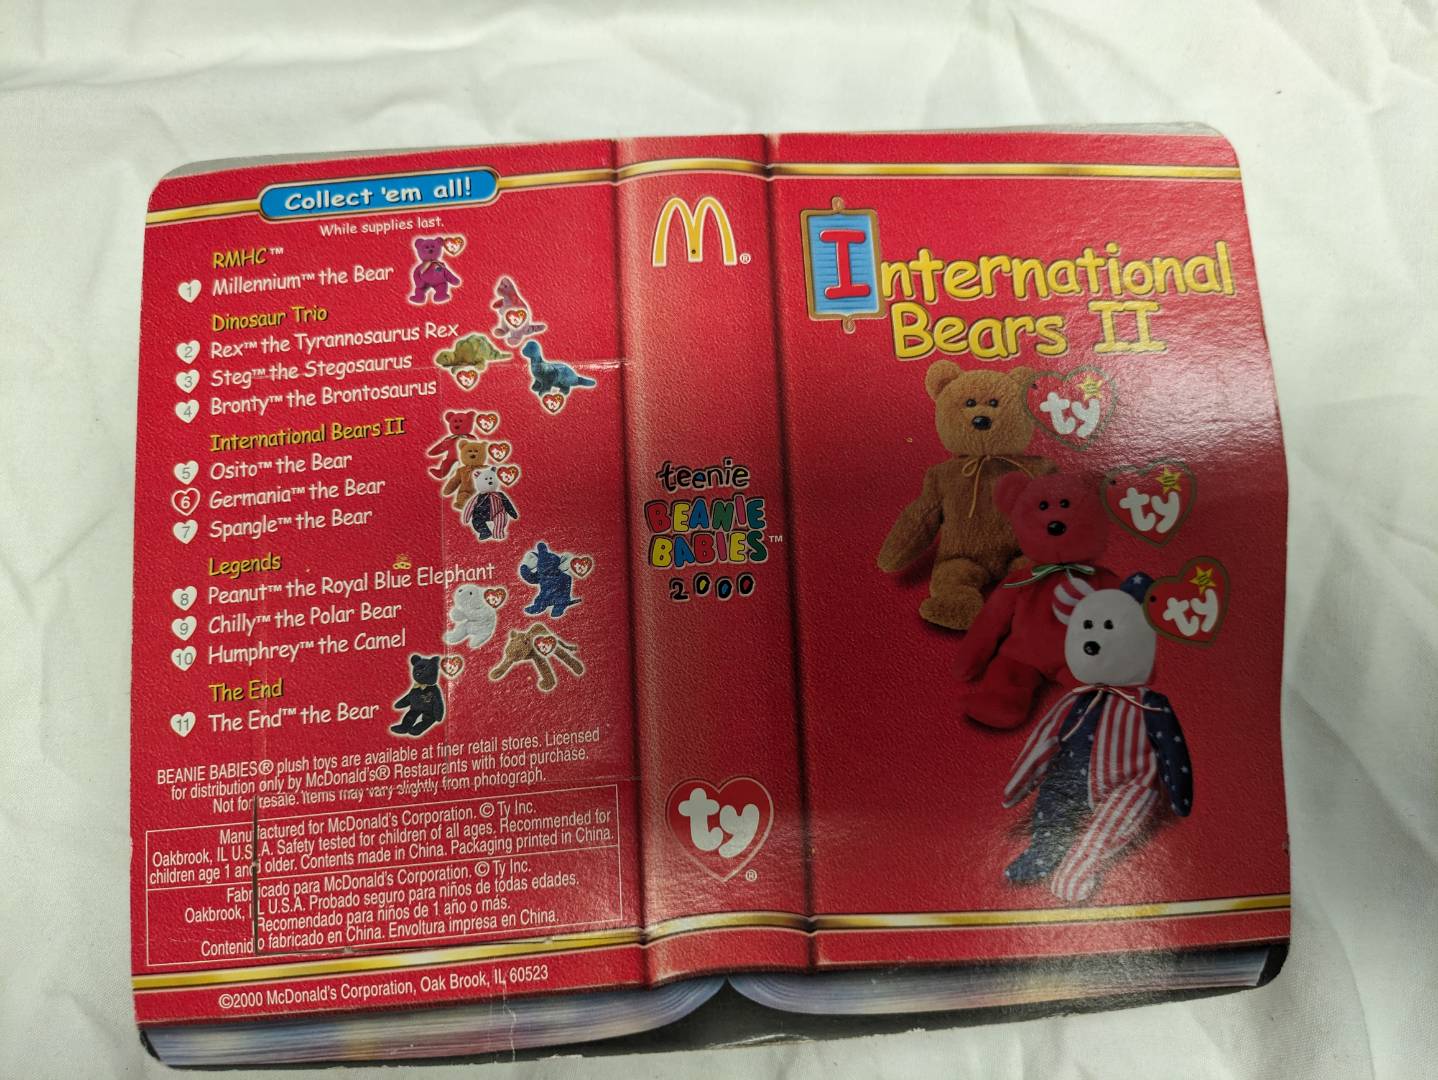 Collect 'em all!
While supplies last.
RMHC™
1 Millennium™ the Bear
Dinosaur Trio
2 Rex™ the Tyrannosaurus Rex
3 Steg™ the Stegosaurus
4 Bronty™ the Brontosaurus
International Bears II
5 Osito™ the Bear
6 Germania™ the Bear
7 Spangle™ the Bear
Legends
8 Peanut™ the Royal Blue Elephant
9 Chilly™ the Polar Bear
10 Humphrey™ the Camel
The End
11 The End™ the Bear
BEANIE BABIES® plush toys are available at finer retail stores. Licensed
for distribution only by McDonald's® Restaurants with food purchase.
Not for resale. Items may vary slightly from photograph.
Manufactured for McDonald's Corporation. © Ty Inc.
Oakbrook, IL U.S.A. Safety tested for children of all ages. Recommended for
children age 1 and older. Contents made in China. Packaging printed in China.
Fabricado para McDonald's Corporation. © Ty Inc.
Oakbrook, IL U.S.A. Probado seguro para niños de todas edades.
Recomendado para niños de 1 año o más.
Contenido fabricado en China. Envoltura impresa en China.
©2000 McDonald's Corporation, Oak Brook, IL 60523
M®
teenie
BEANIE
BABIES™
2000
ty®
International
Bears II
ty
ty
ty